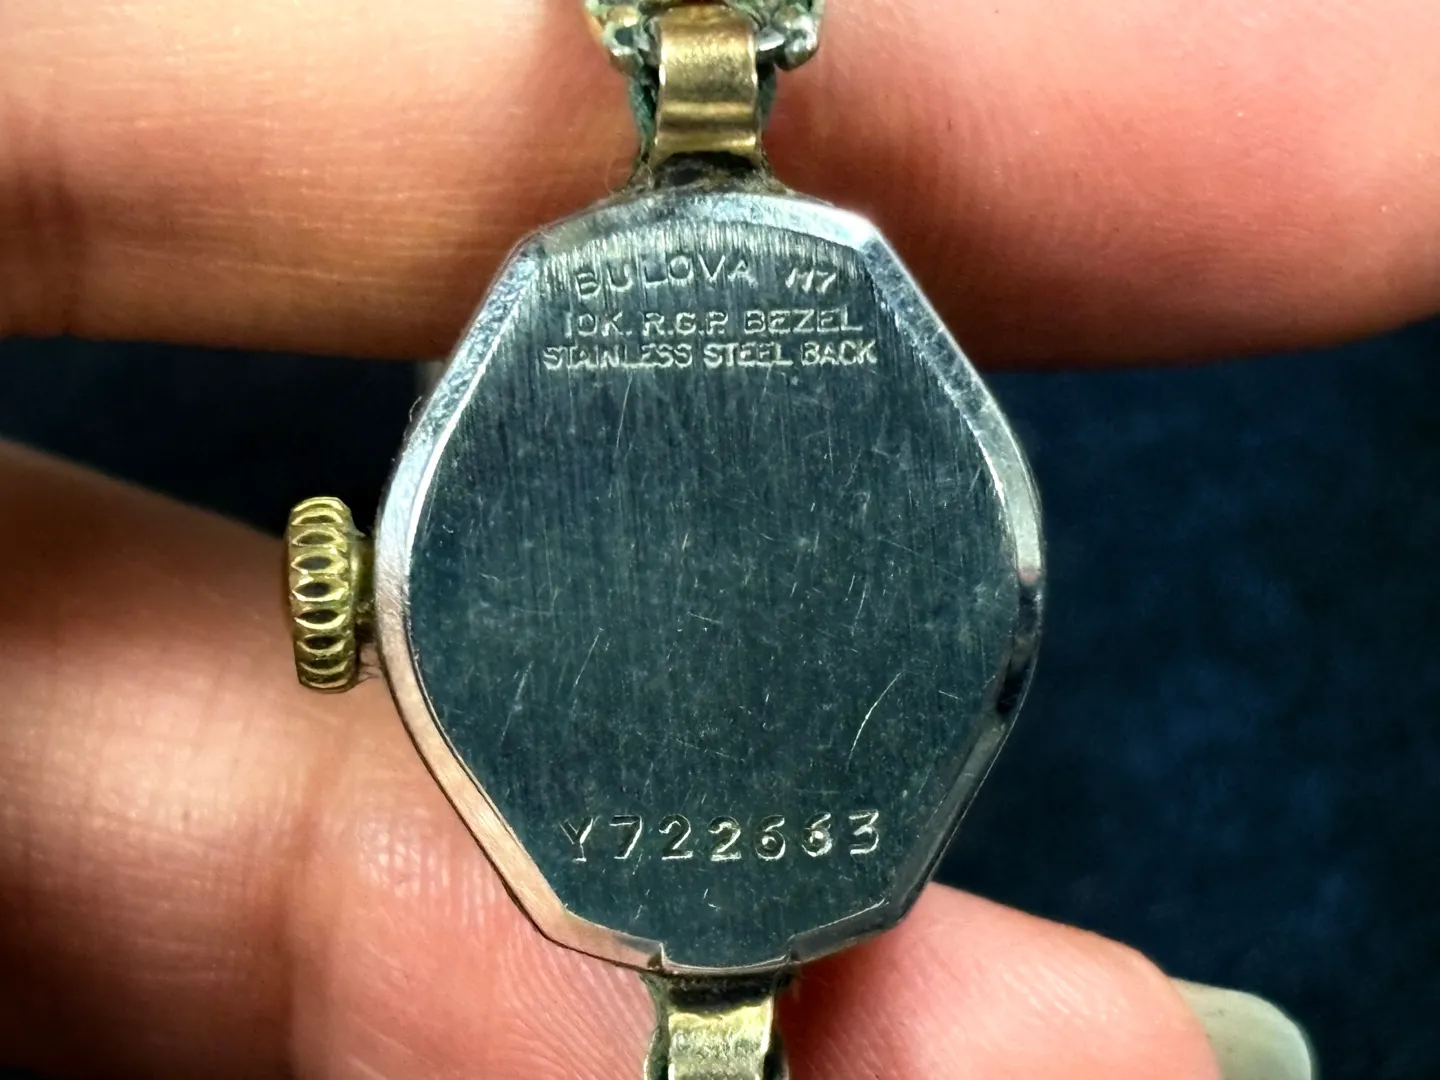 BULOVA M7
10K. R.G.P. BEZEL
STAINLESS STEEL BACK
Y722663